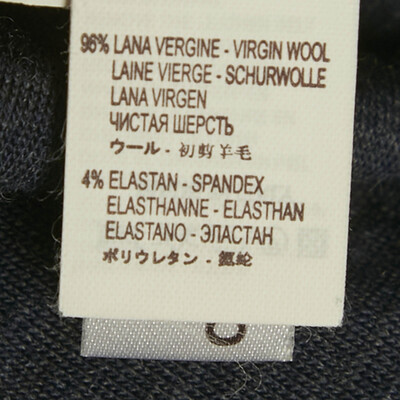 96% LANA VERGINE - VIRGIN WOOL
LAINE VIERGE - SCHURWOLLE
LANA VIRGEN
ЧИСТАЯ ШЕРСТЬ
ウール - 初剪羊毛
4% ELASTAN - SPANDEX
ELASTHANNE - ELASTHAN
ELASTANO - ЭЛАСТАН
ポリウレタン - 氨纶